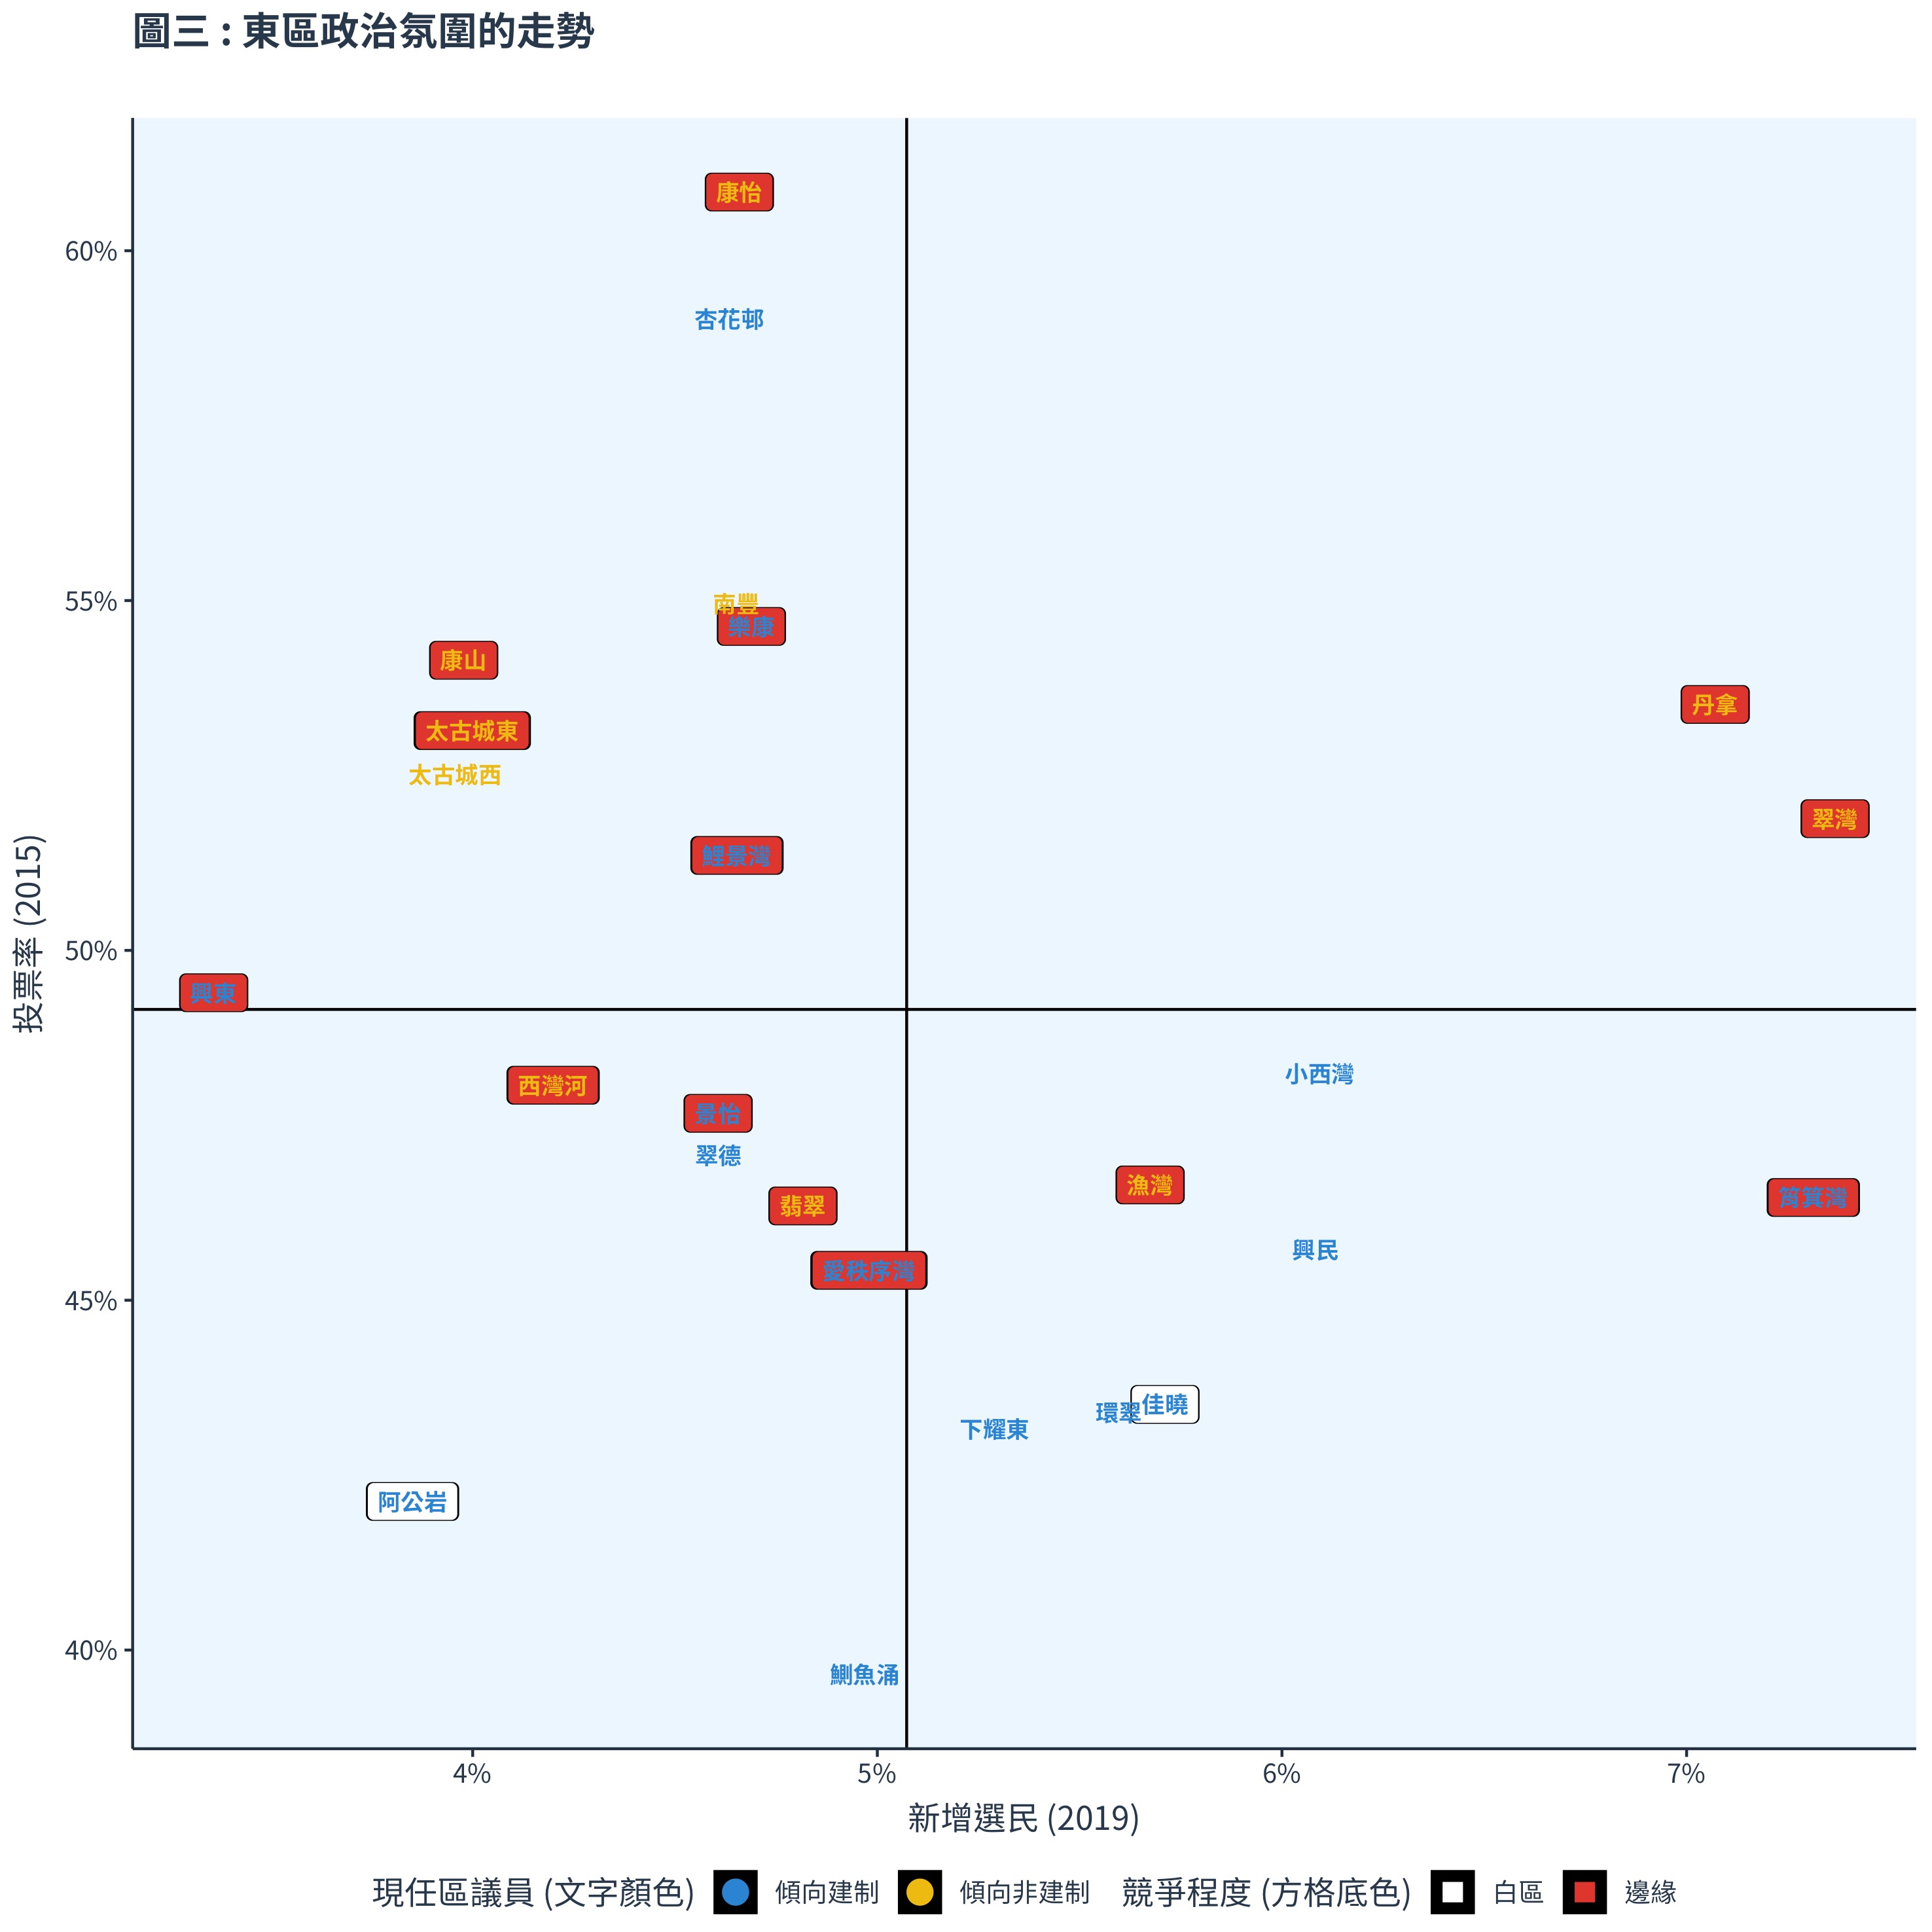 圖三 : 東區政治氛圍的走勢
康怡
60%
杏花邨
55%
南豐
樂康
康山
丹拿
太古城東
太古城西
翠灣
鯉景灣
投票率 (2015)
50%
興東
小西灣
西灣河
景怡
翠德
漁灣
筲箕灣
翡翠
興民
愛秩序灣
45%
佳曉
環翠
下耀東
阿公岩
40%
鰂魚涌
4%
5%
6%
7%
新增選民 (2019)
現任區議員 (文字顏色) 傾向建制 傾向非建制 競爭程度 (方格底色) 白區 邊緣